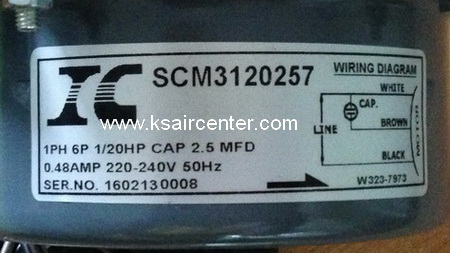 IC
SCM3120257
WIRING DIAGRAM
WHITE
CAP.
LINE
BROWN
BLACK
MOTOR
www.ksaircenter.com
1PH 6P 1/20HP CAP 2.5 MFD
0.48AMP 220-240V 50Hz
SER.NO. 1602130008
W323-7973